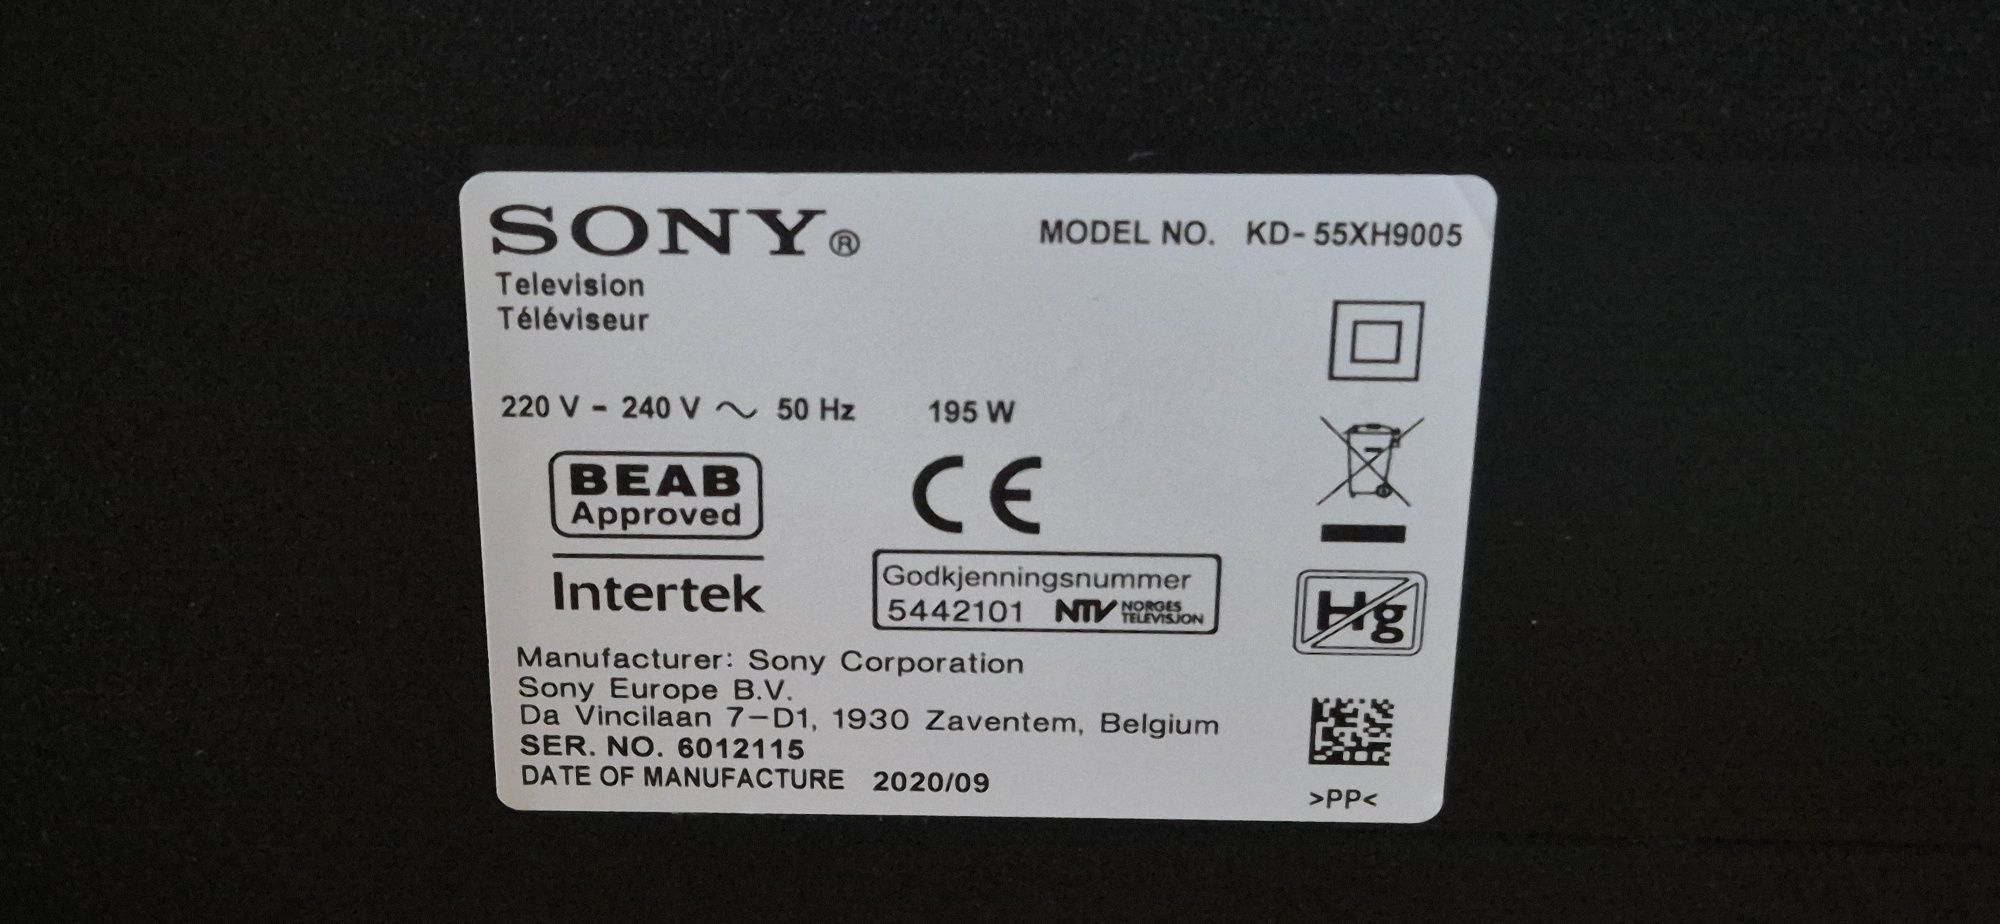 SONY®
MODEL NO. KD-55XH9005
Television
Téléviseur
220 V - 240 V ~ 50 Hz 195 W
BEAB
Approved
CE
Intertek
Godkjenningsnummer
5442101 NTV NORGES TELEVISJON
Hg
Manufacturer: Sony Corporation
Sony Europe B.V.
Da Vincilaan 7-D1, 1930 Zaventem, Belgium
SER. NO. 6012115
DATE OF MANUFACTURE 2020/09
>PP<